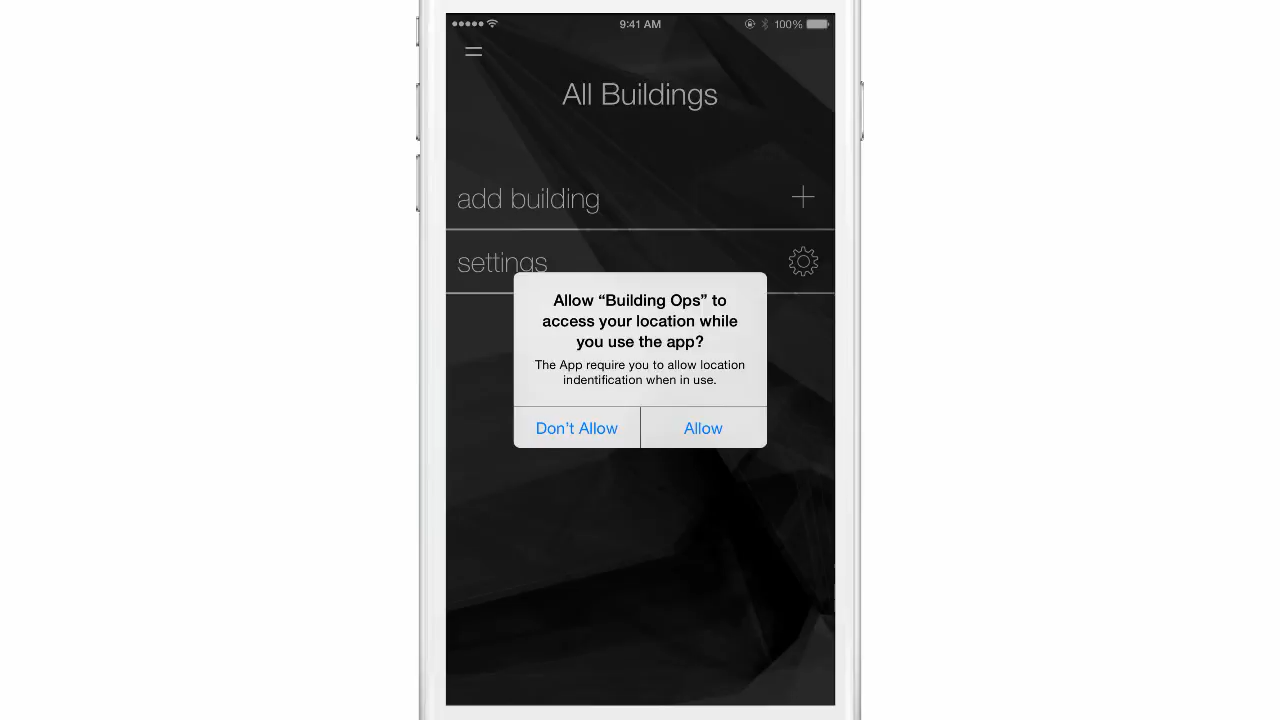 9:41 AM
100%
All Buildings
add building
settings
Allow “Building Ops” to
access your location while
you use the app?
The App require you to allow location
indentification when in use.
Don’t Allow
Allow